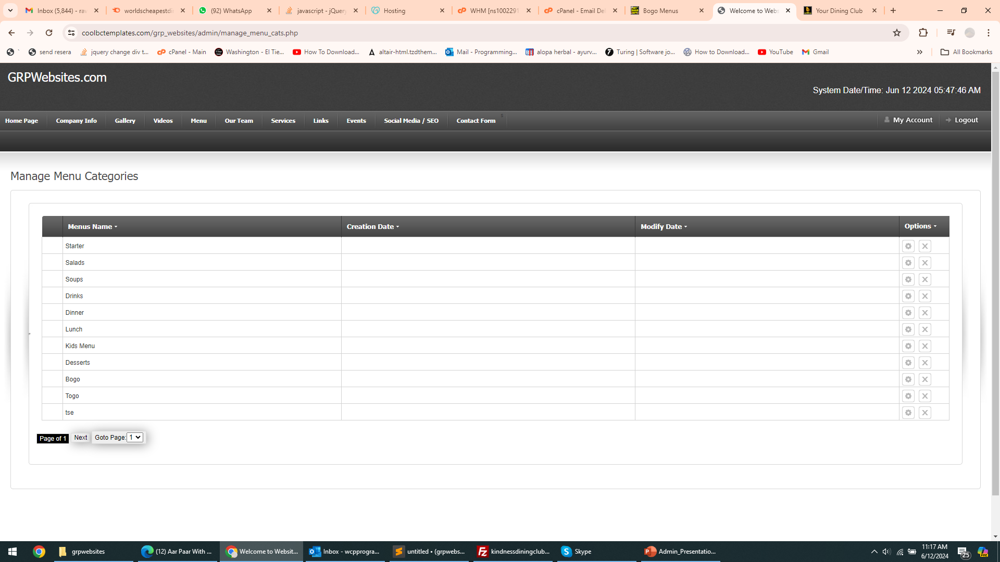 Inbox (5,844) - rav
worldscheapestdi
(92) WhatsApp
javascript - jQuery
Hosting
WHM [ns1002291
cPanel - Email Del
Bogo Menus
Welcome to Webs
Your Dining Club
coolbctemplates.com/grp_websites/admin/manage_menu_cats.php
send resera
jquery change div t...
cPanel - Main
Washington - El Tie...
How To Download...
altair-html.tzdthem...
Mail - Programming...
alopa herbal - ayurv...
Turing | Software jo...
How to Download...
YouTube
Gmail
All Bookmarks
GRPWebsites.com
System Date/Time: Jun 12 2024 05:47:46 AM
Home Page
Company Info
Gallery
Videos
Menu
Our Team
Services
Links
Events
Social Media / SEO
Contact Form
s
My Account
Logout
Manage Menu Categories
Menus Name
Creation Date
Modify Date
Options
Starter
Salads
Soups
Drinks
Dinner
Lunch
Kids Menu
Desserts
Bogo
Togo
tse
Page of 1
Next
Goto Page: 1
grpwebsites
(12) Aar Paar With ...
Welcome to Websit...
Inbox - wcpprogra...
untitled • (grpwebs...
kindnessdiningclub...
Skype
Admin_Presentatio...
11:17 AM
6/12/2024
25